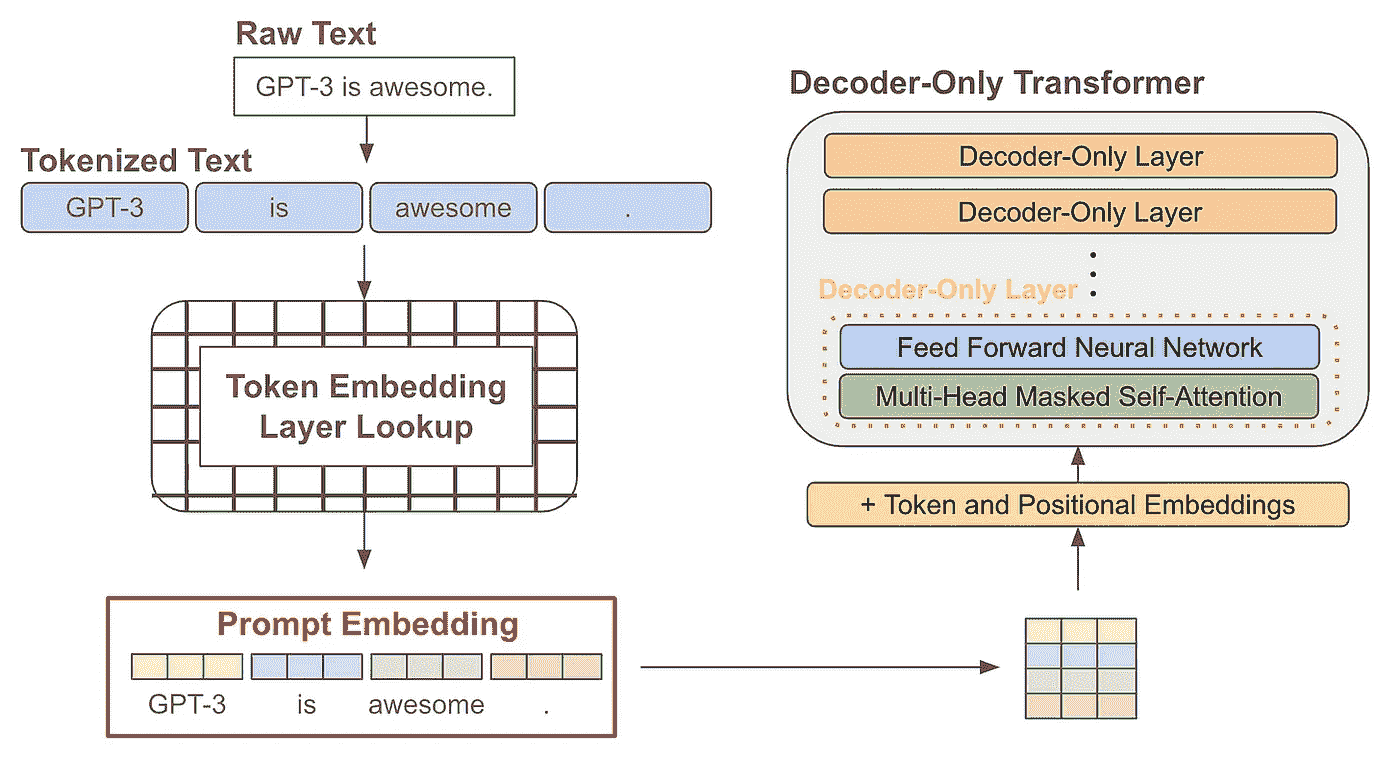 Raw Text
GPT-3 is awesome.
Tokenized Text
GPT-3 is awesome .
Token Embedding
Layer Lookup
Prompt Embedding
GPT-3 is awesome .
Decoder-Only Transformer
Decoder-Only Layer
Decoder-Only Layer
Decoder-Only Layer
Feed Forward Neural Network
Multi-Head Masked Self-Attention
+ Token and Positional Embeddings